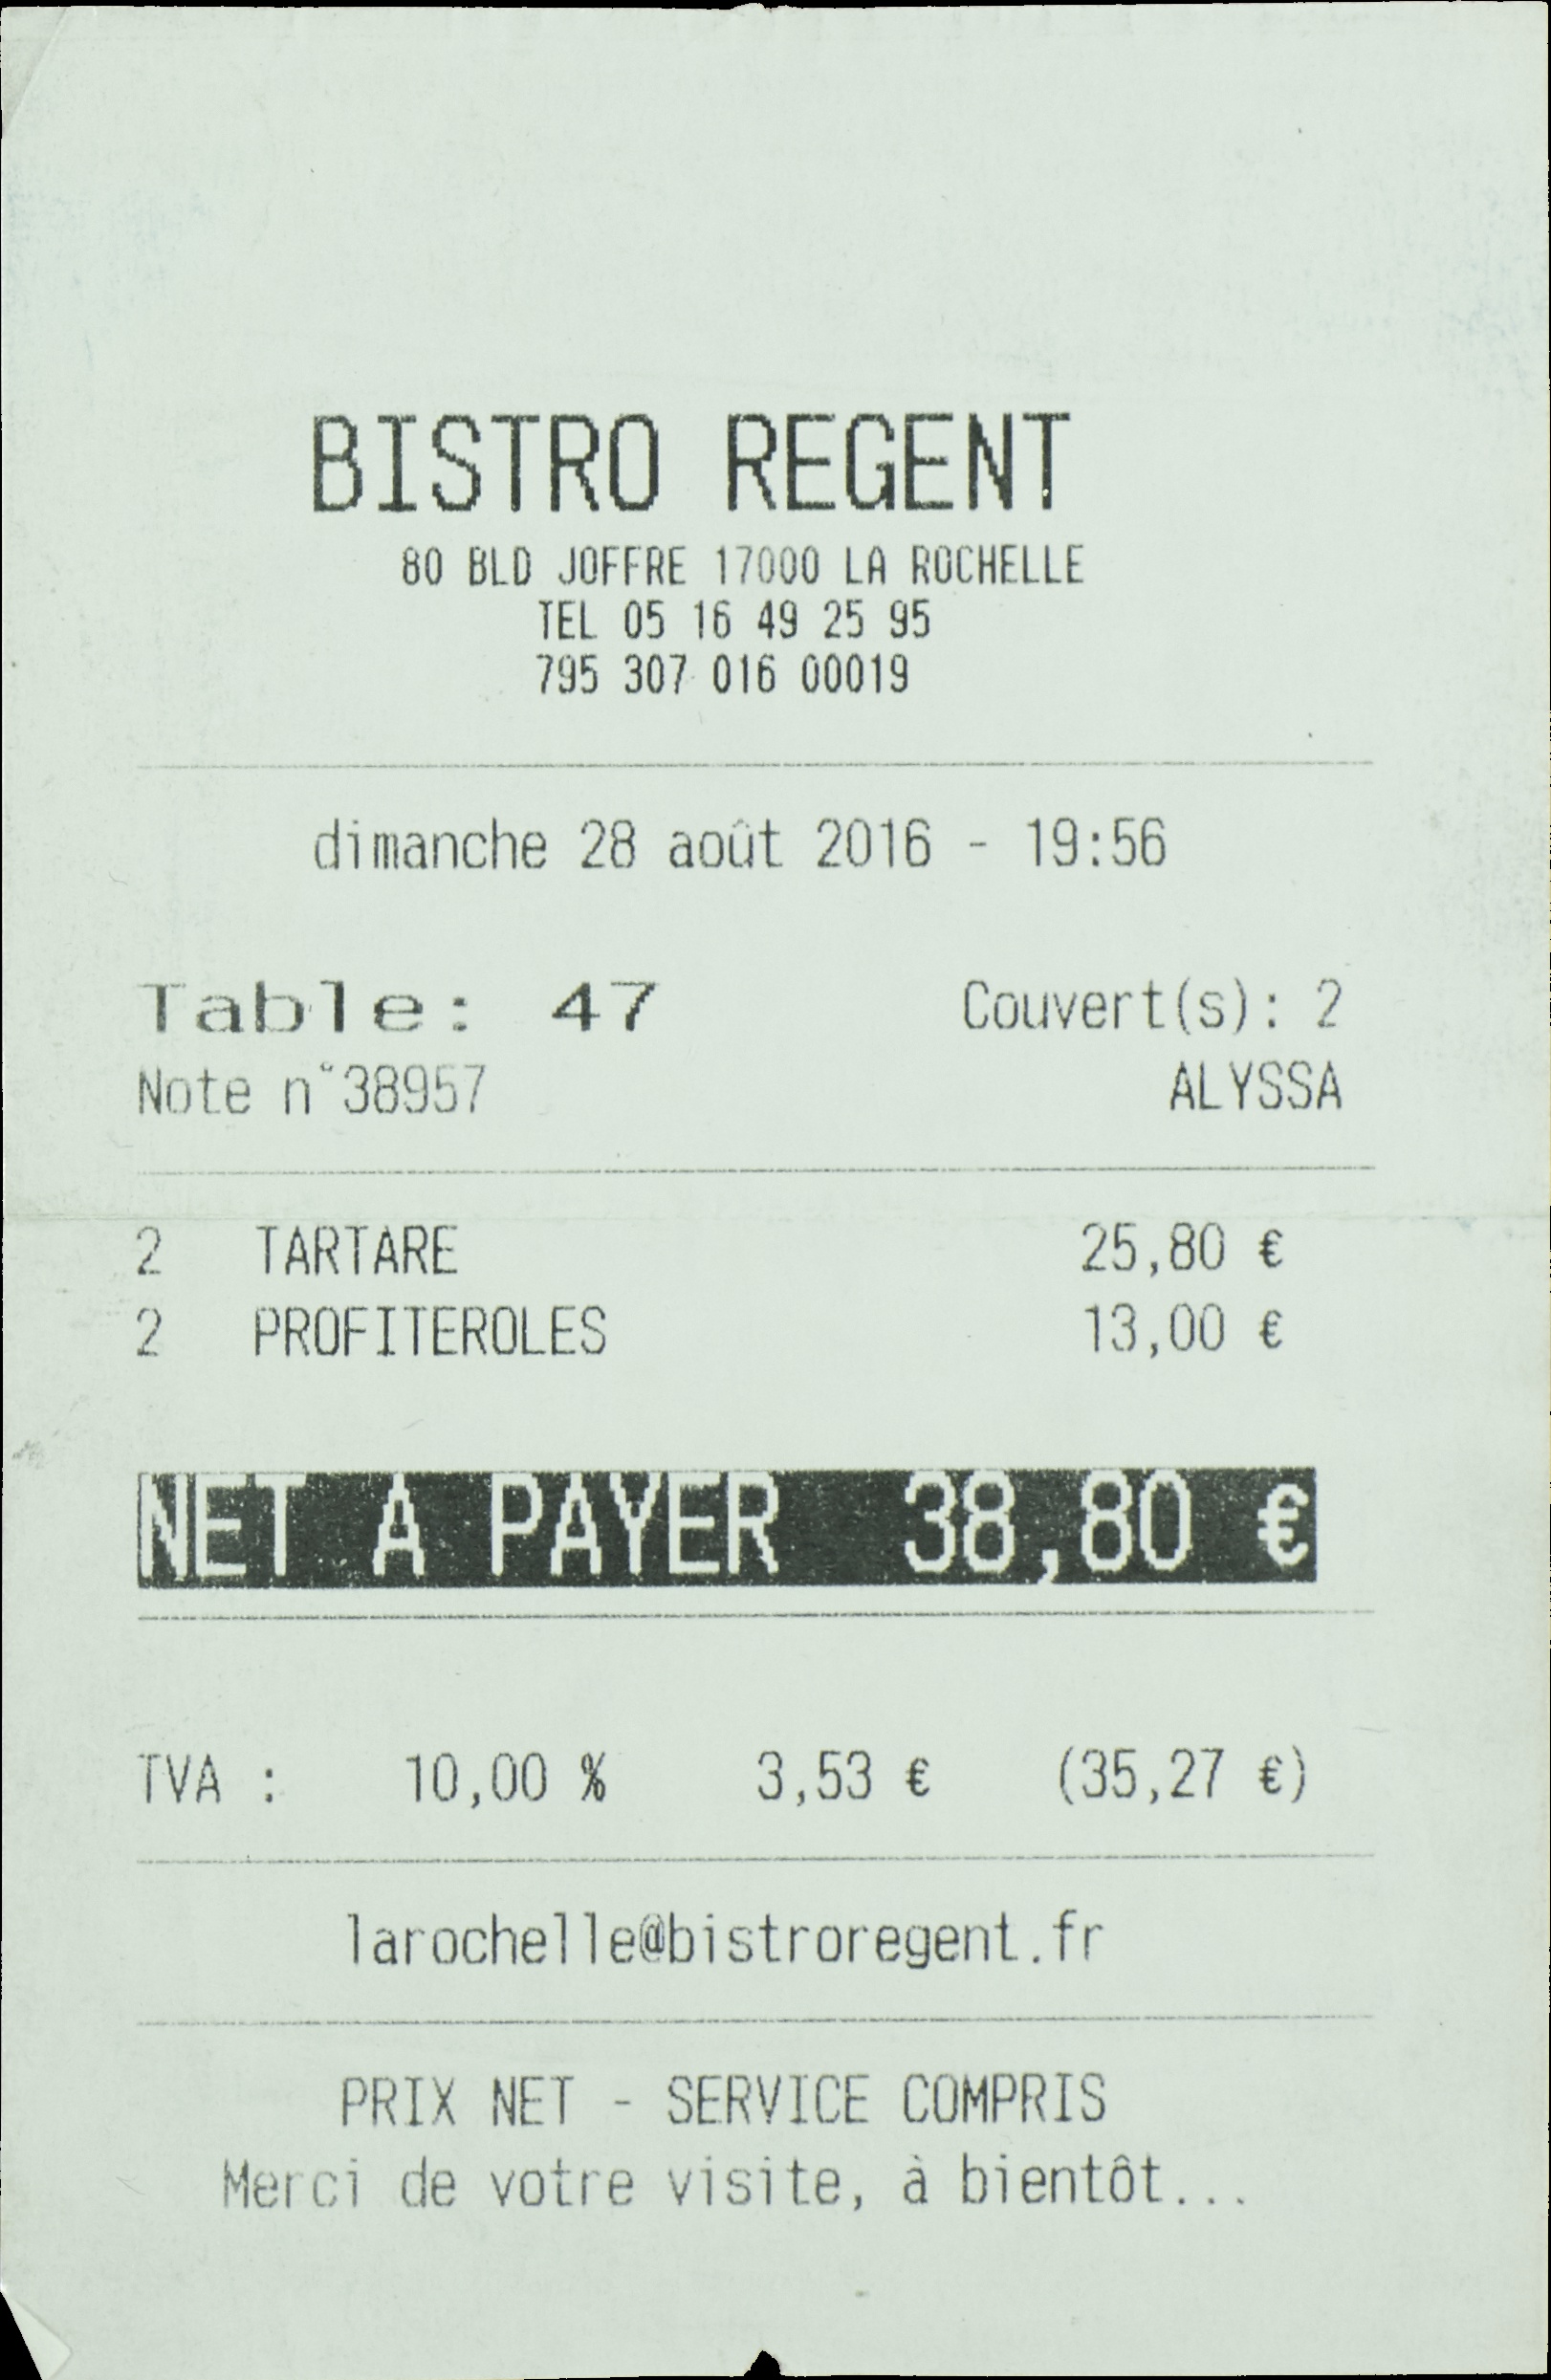 BISTRO REGENT
80 BLD JOFFRE 17000 LA ROCHELLE
TEL 05 16 49 25 95
795 307 016 00019
dimanche 28 août 2016 - 19:56
Table: 47 Couvert(s): 2
Note n°38957 ALYSSA
2 TARTARE 25,80 €
2 PROFITEROLES 13,00 €
NET A PAYER 38,80 €
TVA : 10,00 % 3,53 € (35,27 €)
larochelle@bistroregent.fr
PRIX NET - SERVICE COMPRIS
Merci de votre visite, à bientôt...